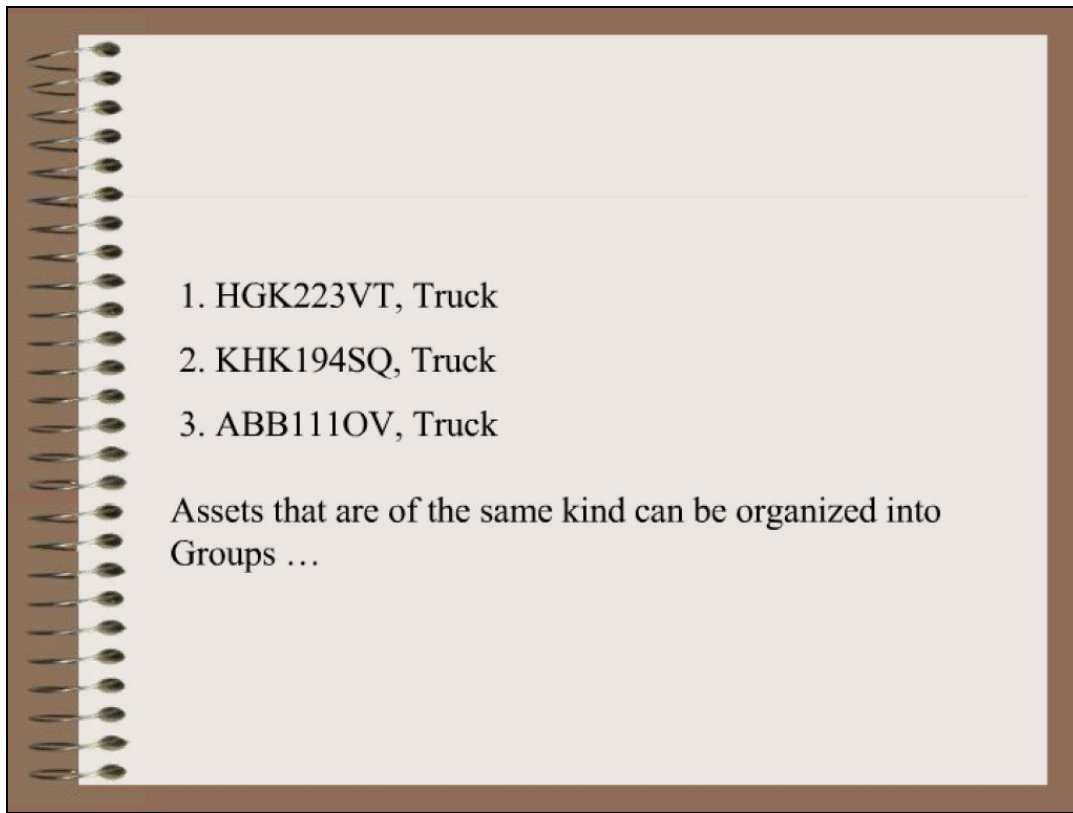 1. HGK223VT, Truck
2. KHK194SQ, Truck
3. ABB111OV, Truck
Assets that are of the same kind can be organized into
Groups …